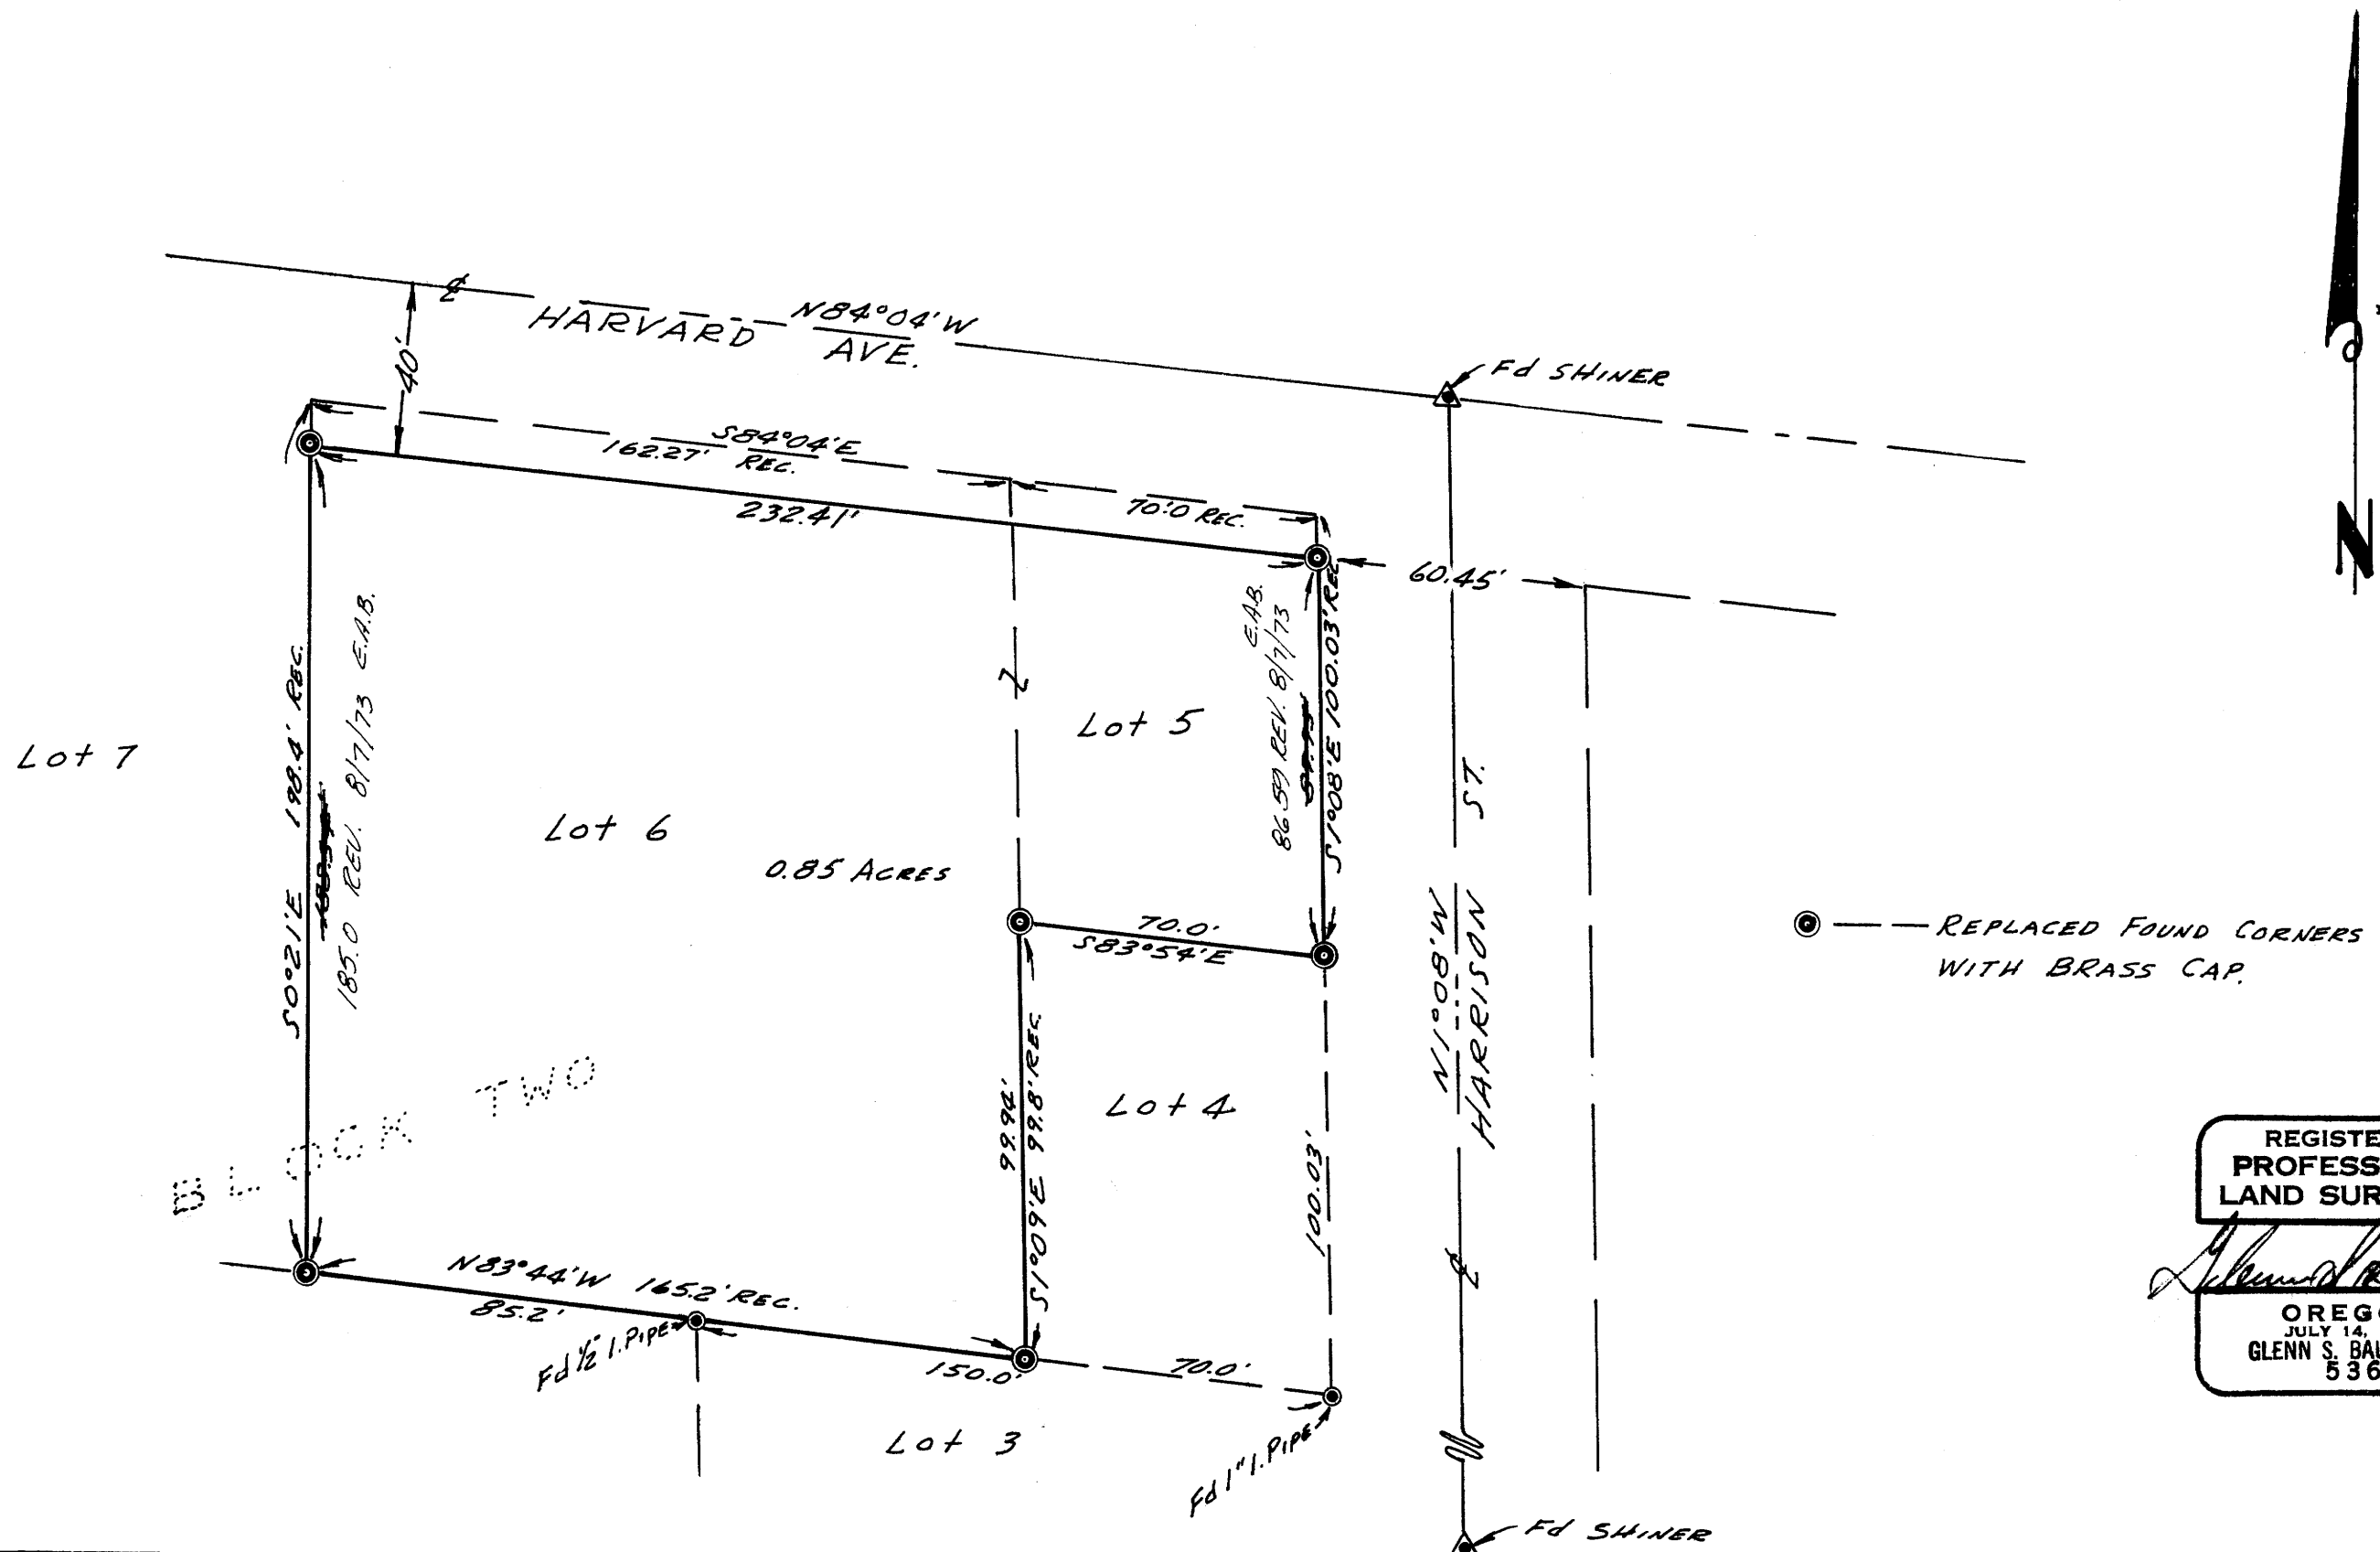 ℄
HARVARD AVE.
N84°04'W
40'
Fd SHINER
S84°04'E
162.27' REC.
70.0 REC.
232.41'
60.45'
N
S0°21'E 198.4' REC.
185.0 REV. 8/7/73 E.A.B.
E.A.B.
86.59 REV. 8/7/73
S1°08'E 100.03' REC
Lot 7
Lot 6
Lot 5
0.85 ACRES
70.0'
S83°54'E
N1°08'W
HARRISON ST.
REPLACED FOUND CORNERS
WITH BRASS CAP.
BLOCK TWO
99.94'
S1°09'E 99.8' REC.
Lot 4
100.03'
℄
N83°44'W 165.2' REC.
85.2'
Fd ½" I. PIPE
150.0'
70.0'
Lot 3
Fd 1" I. PIPE
Fd SHINER
REGISTE
PROFESS
LAND SUR
OREG
JULY 14,
GLENN S. BAU
536